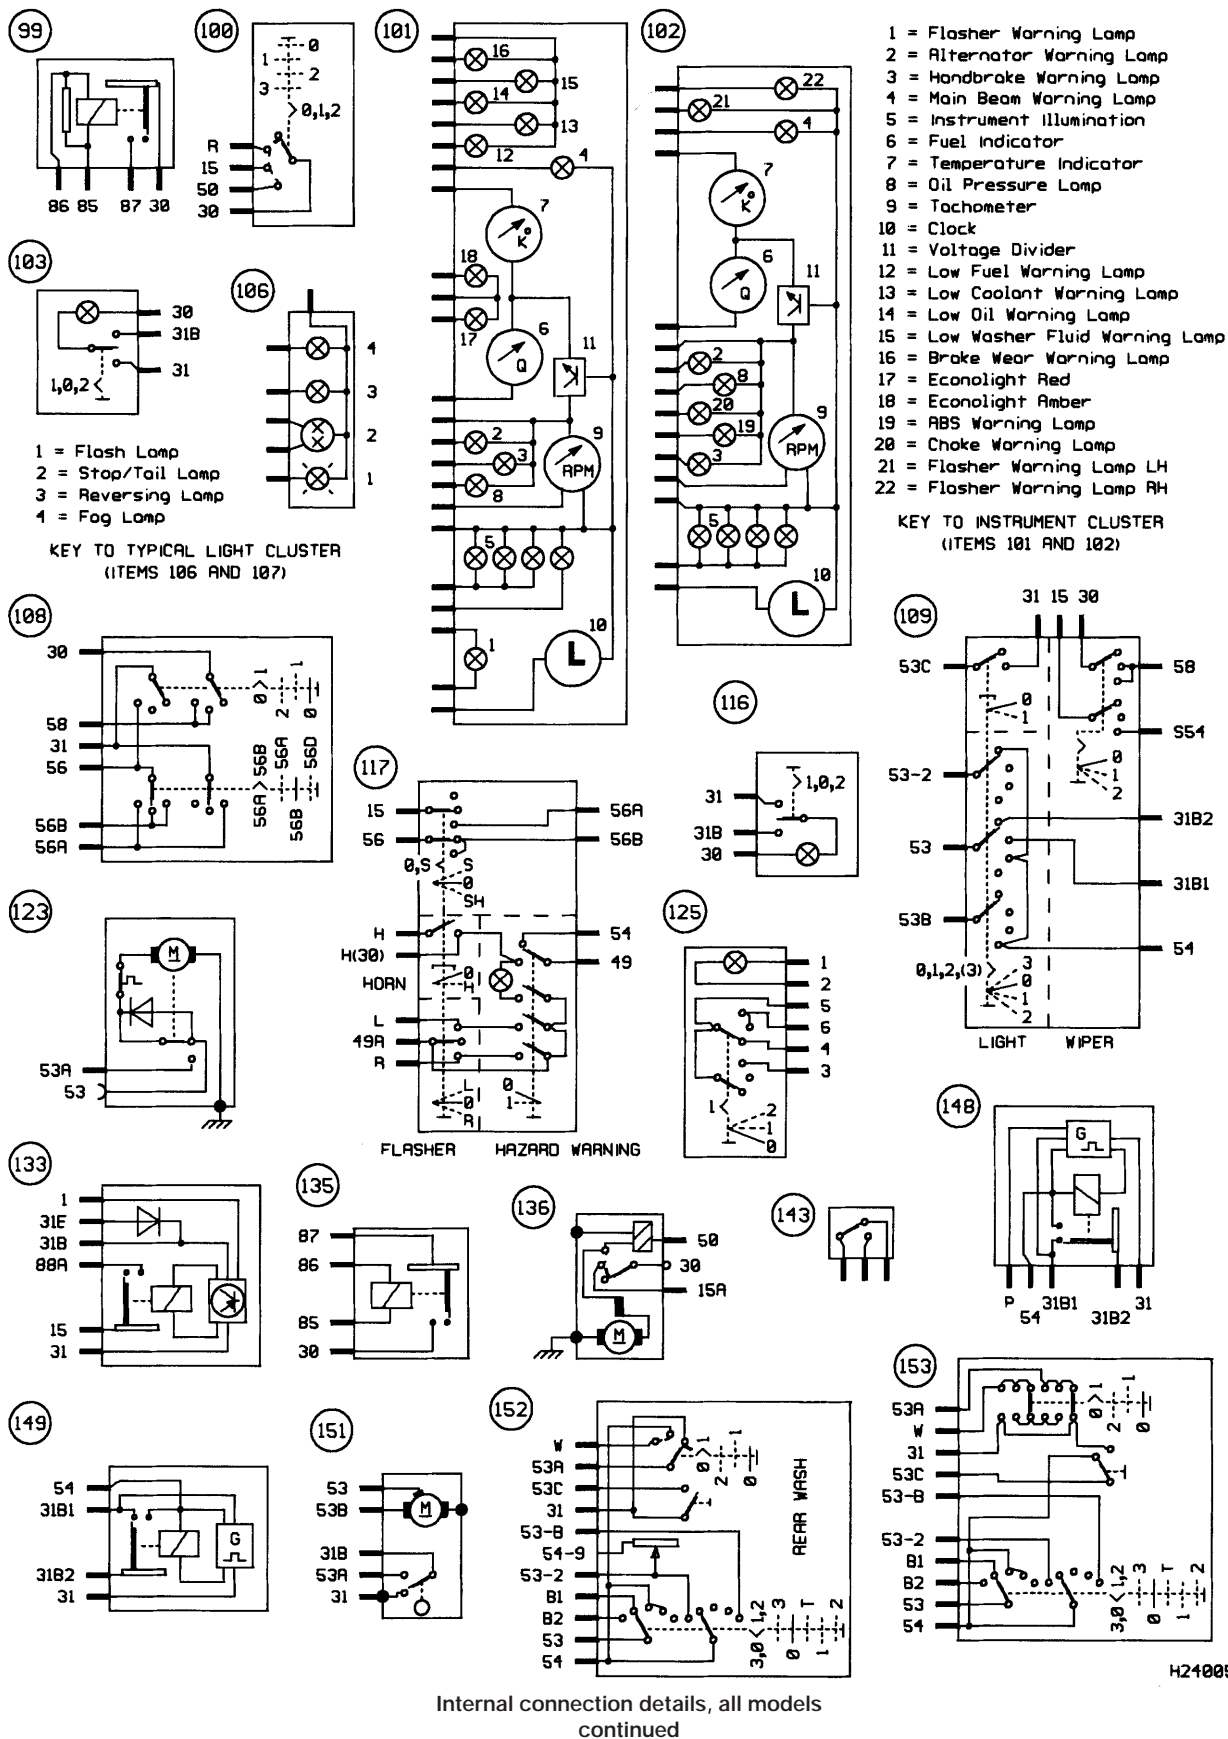 99
86 85 87 30
100
0
1
2
3
0,1,2
R
15
50
30
101
16
15
14
13
12
4
7
K°
18
17
6
Q
11
2
3
8
9
RPM
5
1
10
L
102
22
21
4
7
K°
6
Q
11
2
8
20
19
3
9
RPM
5
10
L
1 = Flasher Warning Lamp
2 = Alternator Warning Lamp
3 = Handbrake Warning Lamp
4 = Main Beam Warning Lamp
5 = Instrument Illumination
6 = Fuel Indicator
7 = Temperature Indicator
8 = Oil Pressure Lamp
9 = Tachometer
10 = Clock
11 = Voltage Divider
12 = Low Fuel Warning Lamp
13 = Low Coolant Warning Lamp
14 = Low Oil Warning Lamp
15 = Low Washer Fluid Warning Lamp
16 = Brake Wear Warning Lamp
17 = Econolight Red
18 = Econolight Amber
19 = ABS Warning Lamp
20 = Choke Warning Lamp
21 = Flasher Warning Lamp LH
22 = Flasher Warning Lamp RH
KEY TO INSTRUMENT CLUSTER
(ITEMS 101 AND 102)
103
30
31B
31
1,0,2
106
4
3
2
1
1 = Flash Lamp
2 = Stop/Tail Lamp
3 = Reversing Lamp
4 = Fog Lamp
KEY TO TYPICAL LIGHT CLUSTER
(ITEMS 106 AND 107)
108
30
58
31
56
56B
56A
0 1
2 0 1
56A 56B
56A
56B
56D
109
31 15 30
53C
58
S54
0
1
0
1
2
53-2
53
53B
31B2
31B1
54
0,1,2,(3)
3
0
1
2
LIGHT WIPER
116
31
31B
30
1,0,2
117
15
56
56A
56B
0,S
S
0
SH
H
H(30)
HORN
0
H
54
49
L
49A
R
L
0
R
0
1
FLASHER HAZARD WARNING
123
M
53A
53
125
1
2
5
6
4
3
1
2
1
0
133
1
31E
31B
88A
15
31
135
87
86
85
30
136
50
30
15A
M
143
148
G
P
54
31B1
31B2
31
149
54
31B1
31B2
31
G
151
53
53B
31B
53A
31
M
152
W
53A
53C
31
53-B
54-9
53-2
B1
B2
53
54
0 1
2 1 0
REAR WASH
3,0 1,2
3
0
T
1
2
153
53A
W
31
53C
53-B
53-2
B1
B2
53
54
0 1
2 1 0
3,0 1,2
3
0
T
1
2
H24005
Internal connection details, all models
continued